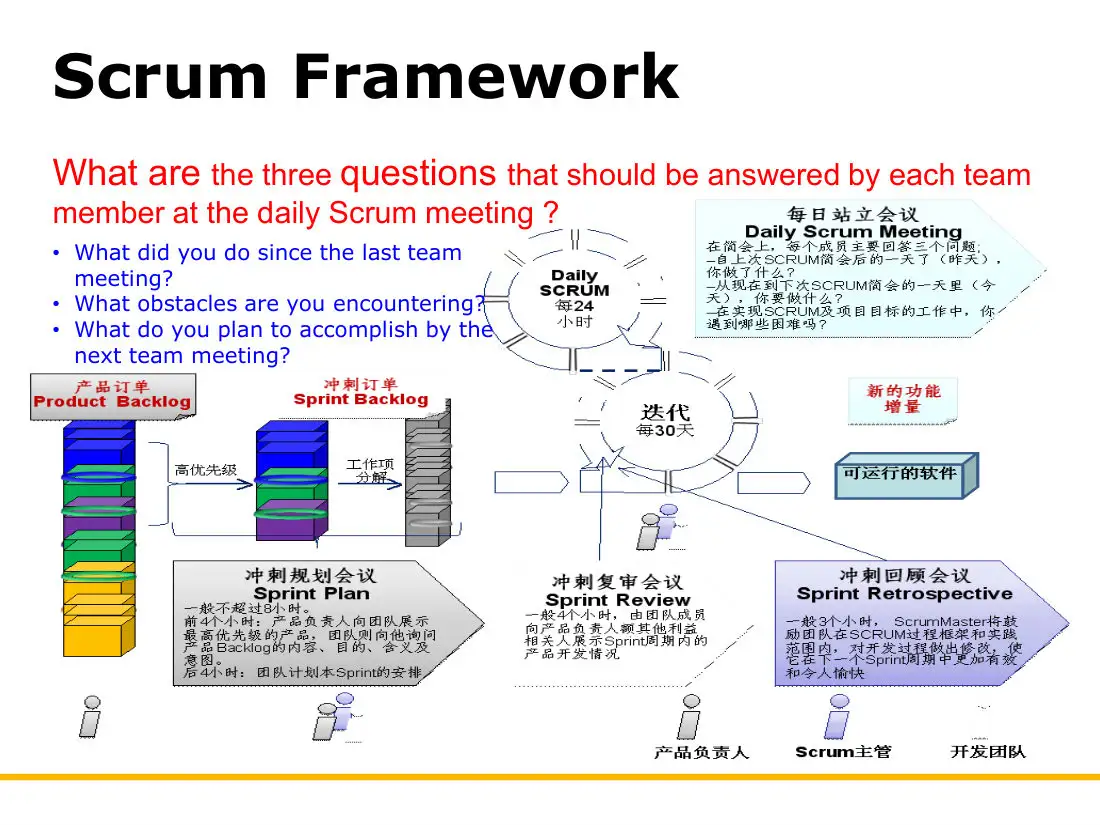 Scrum Framework
What are the three questions that should be answered by each team
member at the daily Scrum meeting ?
• What did you do since the last team
meeting?
• What obstacles are you encountering?
• What do you plan to accomplish by the
next team meeting?
Daily
SCRUM
每24
小时
每日站立会议
Daily Scrum Meeting
在简会上，每个成员主要回答三个问题;
–自上次SCRUM简会后的一天了（昨天），
你做了什么?
–从现在到下次SCRUM简会的一天里（今
天），你要做什么?
–在实现SCRUM及项目目标的工作中，你
遇到哪些困难吗?
产品订单
Product Backlog
冲刺订单
Sprint Backlog
迭代
每30天
新的功能
增量
高优先级
工作项
分解
可运行的软件
冲刺规划会议
Sprint Plan
一般不超过8小时。
前4个小时：产品负责人向团队展示
最高优先级的产品，团队则向他询问
产品Backlog的内容、目的、含义及
意图。
后4小时：团队计划本Sprint的安排
冲刺复审会议
Sprint Review
一般4个小时，由团队成员
向产品负责人额其他利益
相关人展示Sprint周期内的
产品开发情况
冲刺回顾会议
Sprint Retrospective
一般3个小时， ScrumMaster将鼓
励团队在SCRUM过程框架和实践
范围内，对开发过程做出修改，使
它在下一个Sprint周期中更加有效
和令人愉快
产品负责人
Scrum主管
开发团队